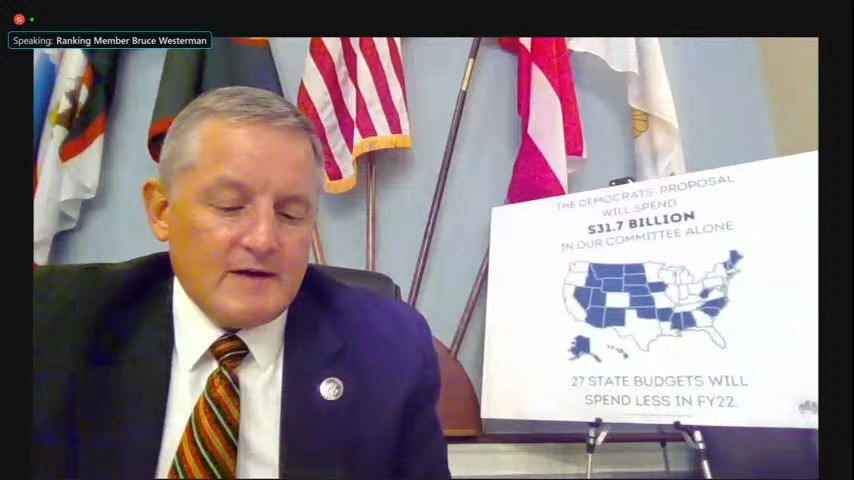 Speaking: Ranking Member Bruce Westerman
THE DEMOCRATS' PROPOSAL
WILL SPEND
$31.7 BILLION
IN OUR COMMITTEE ALONE
27 STATE BUDGETS WILL
SPEND LESS IN FY22.